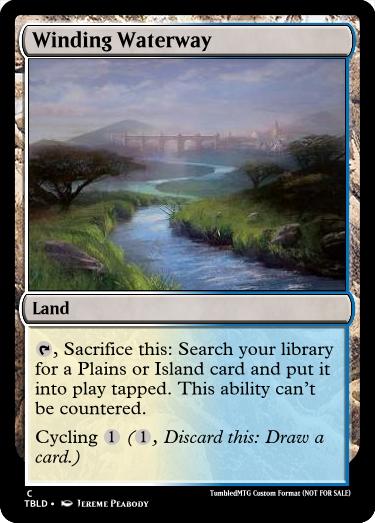 Winding Waterway
Land
, Sacrifice this: Search your library
for a Plains or Island card and put it
into play tapped. This ability can't
be countered.
Cycling 1 (1, Discard this: Draw a
card.)
C
TBLD • Jereme Peabody
TumbledMTG Custom Format (NOT FOR SALE)